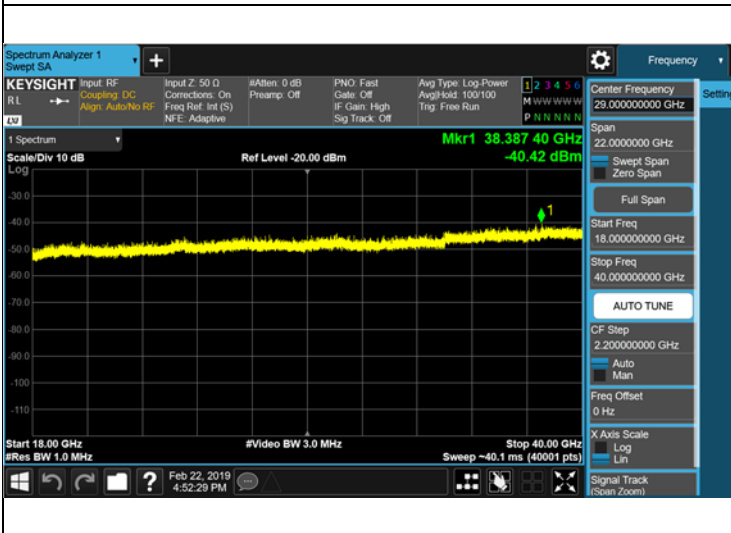 Spectrum Analyzer 1
Swept SA
Frequency
KEYSIGHT
R L
LXI
Input: RF
Coupling: DC
Align: Auto/No RF
Input Z: 50 Ω
Corrections: On
Freq Ref: Int (S)
NFE: Adaptive
#Atten: 0 dB
Preamp: Off
PNO: Fast
Gate: Off
IF Gain: High
Sig Track: Off
Avg Type: Log-Power
Avg|Hold: 100/100
Trig: Free Run
1 2 3 4 5 6
M W W W W W
P N N N N N
1 Spectrum
Scale/Div 10 dB
Log
Ref Level -20.00 dBm
Mkr1 38.387 40 GHz
-40.42 dBm
1
-30.0
-40.0
-50.0
-60.0
-70.0
-80.0
-90.0
-100
-110
Start 18.00 GHz
#Res BW 1.0 MHz
#Video BW 3.0 MHz
Stop 40.00 GHz
Sweep ~40.1 ms (40001 pts)
Center Frequency
29.000000000 GHz
Span
22.0000000 GHz
Swept Span
Zero Span
Full Span
Start Freq
18.000000000 GHz
Stop Freq
40.000000000 GHz
AUTO TUNE
CF Step
2.200000000 GHz
Auto
Man
Freq Offset
0 Hz
X Axis Scale
Log
Lin
Signal Track
(Span Zoom)
?
Feb 22, 2019
4:52:29 PM